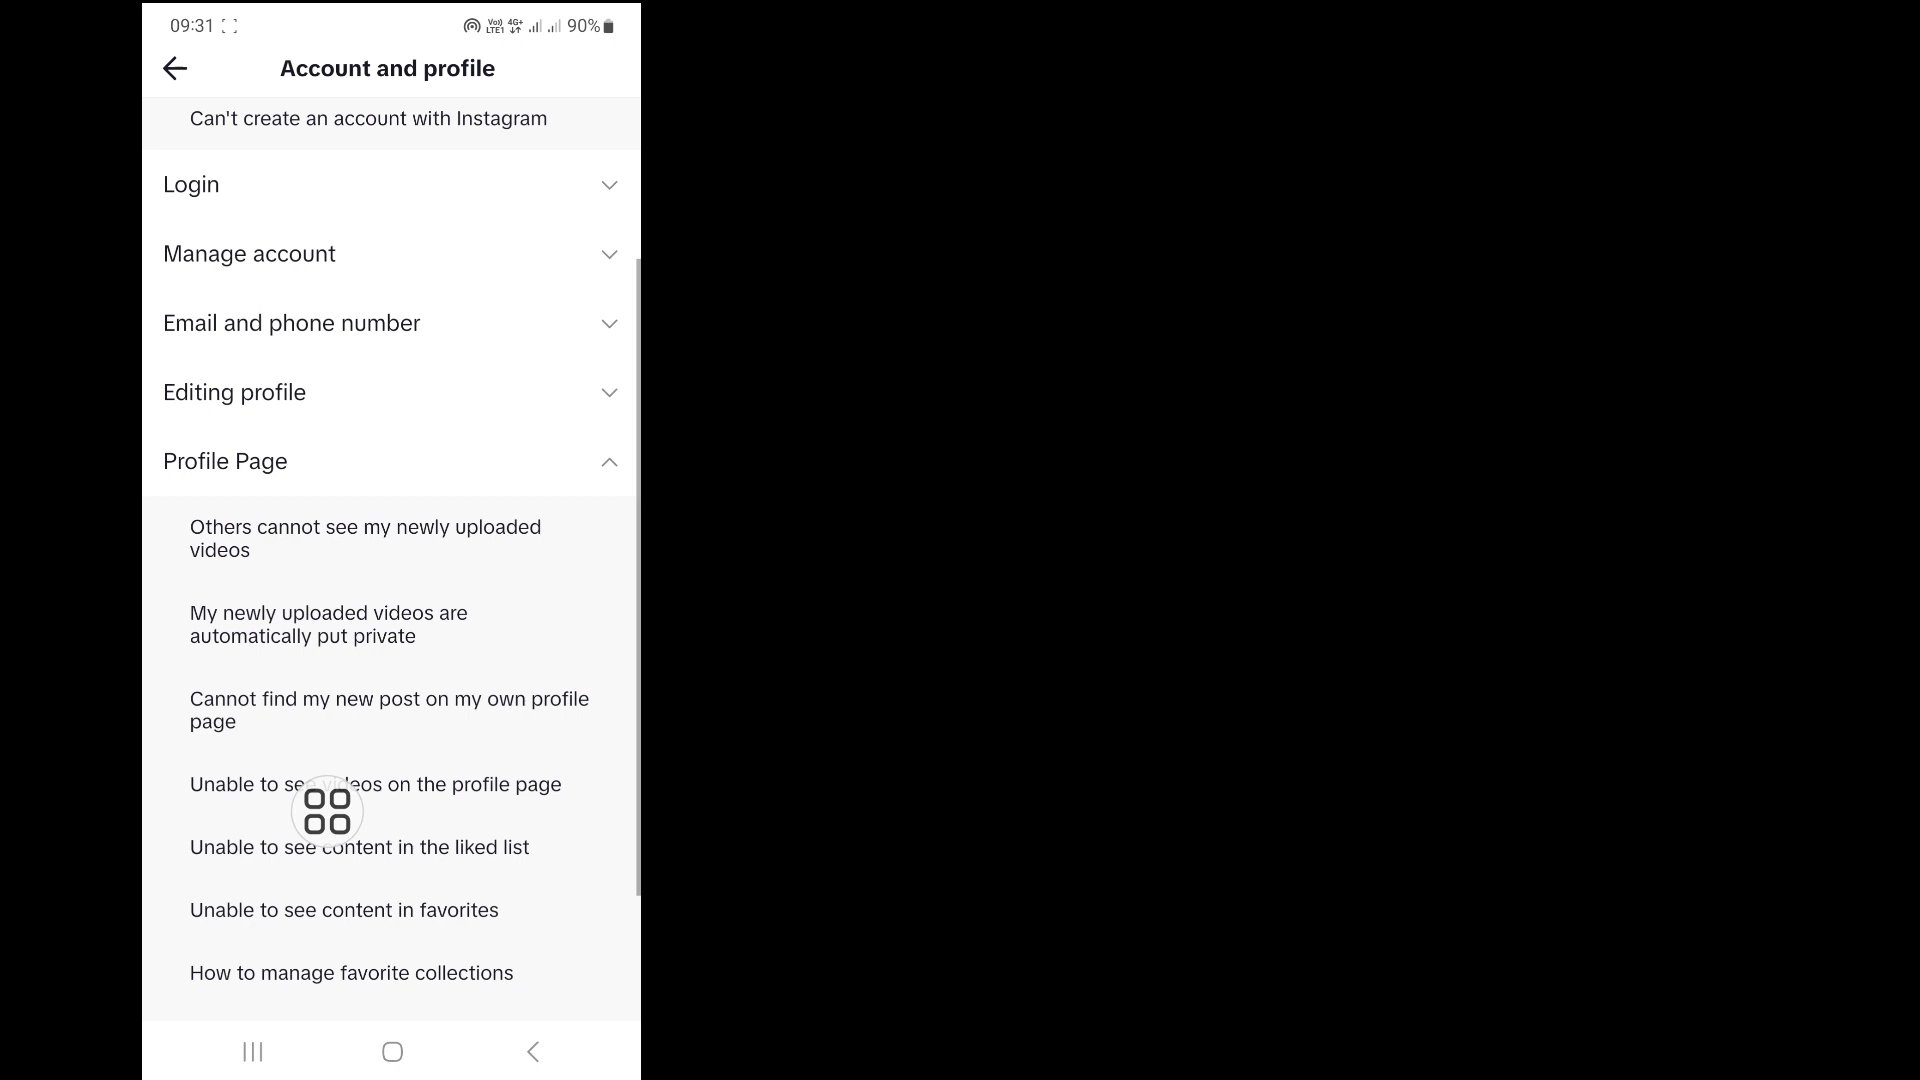 09:31
Vo)) LTE1 4G+ 90%
Account and profile
Can't create an account with Instagram
Login
Manage account
Email and phone number
Editing profile
Profile Page
Others cannot see my newly uploaded
videos
My newly uploaded videos are
automatically put private
Cannot find my new post on my own profile
page
Unable to see videos on the profile page
Unable to see content in the liked list
Unable to see content in favorites
How to manage favorite collections